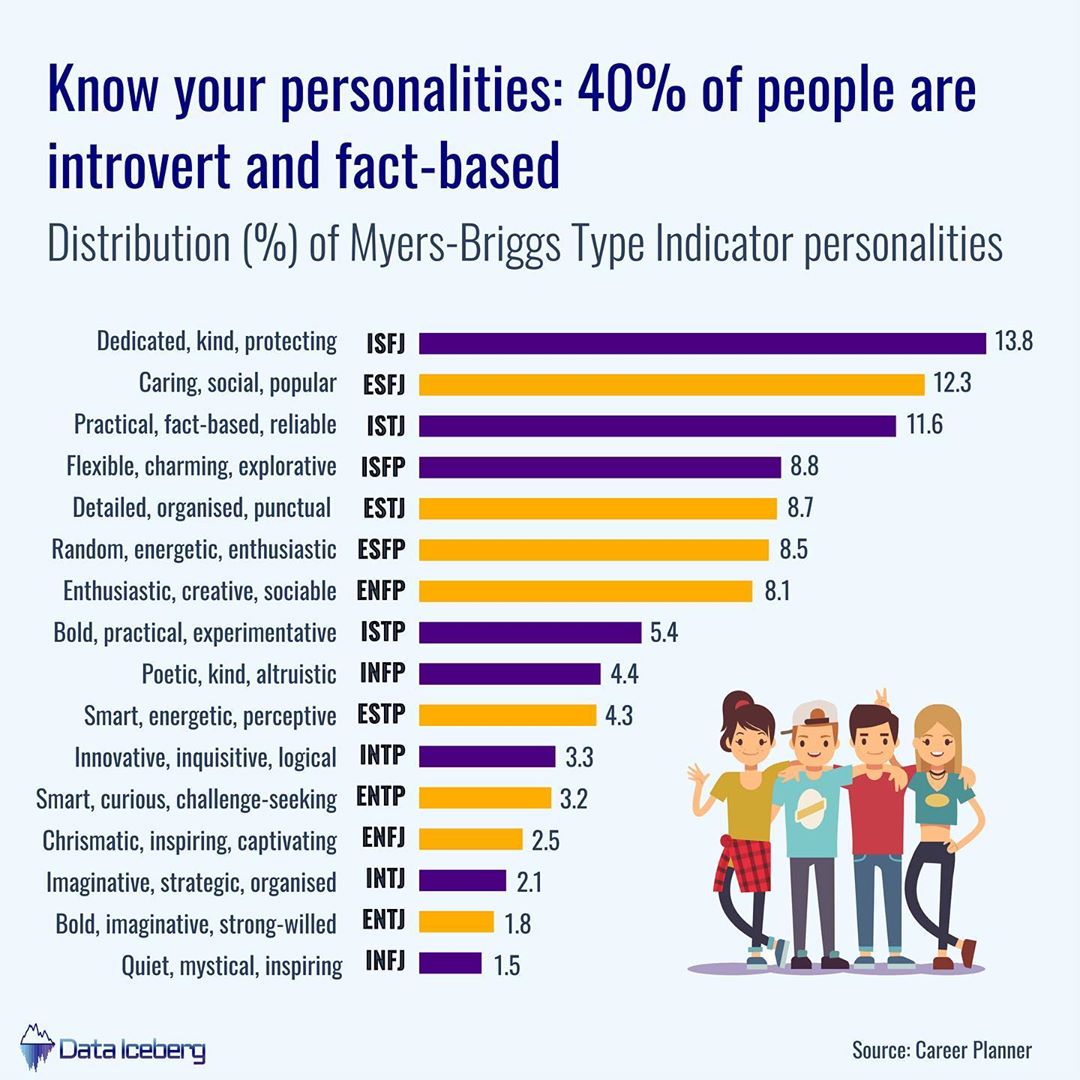 Know your personalities: 40% of people are
introvert and fact-based
Distribution (%) of Myers-Briggs Type Indicator personalities
Dedicated, kind, protecting ISFJ 13.8
Caring, social, popular ESFJ 12.3
Practical, fact-based, reliable ISTJ 11.6
Flexible, charming, explorative ISFP 8.8
Detailed, organised, punctual ESTJ 8.7
Random, energetic, enthusiastic ESFP 8.5
Enthusiastic, creative, sociable ENFP 8.1
Bold, practical, experimentative ISTP 5.4
Poetic, kind, altruistic INFP 4.4
Smart, energetic, perceptive ESTP 4.3
Innovative, inquisitive, logical INTP 3.3
Smart, curious, challenge-seeking ENTP 3.2
Chrismatic, inspiring, captivating ENFJ 2.5
Imaginative, strategic, organised INTJ 2.1
Bold, imaginative, strong-willed ENTJ 1.8
Quiet, mystical, inspiring INFJ 1.5
Data Iceberg
Source: Career Planner